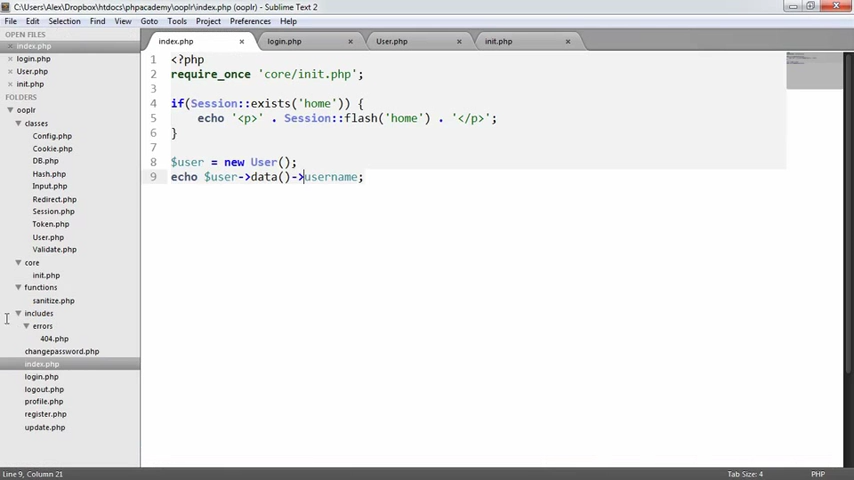 C:\Users\Alex\Dropbox\htdocs\phpacademy\ooplr\index.php (ooplr) - Sublime Text 2
File Edit Selection View Goto Tools Project Preferences Help
OPEN FILES
index.php
login.php
User.php
init.php
FOLDERS
ooplr
classes
Config.php
Cookie.php
DB.php
Hash.php
Input.php
Redirect.php
Session.php
Token.php
User.php
Validate.php
core
init.php
functions
sanitize.php
includes
errors
404.php
changepassword.php
index.php
login.php
logout.php
profile.php
register.php
update.php
index.php login.php User.php init.php
1 <?php
2 require_once 'core/init.php';
3
4 if(Session::exists('home')) {
5 echo '<p>' . Session::flash('home') . '</p>';
6 }
7
8 $user = new User();
9 echo $user->data()->username;
Line 9, Column 21 Tab Size: 4 PHP